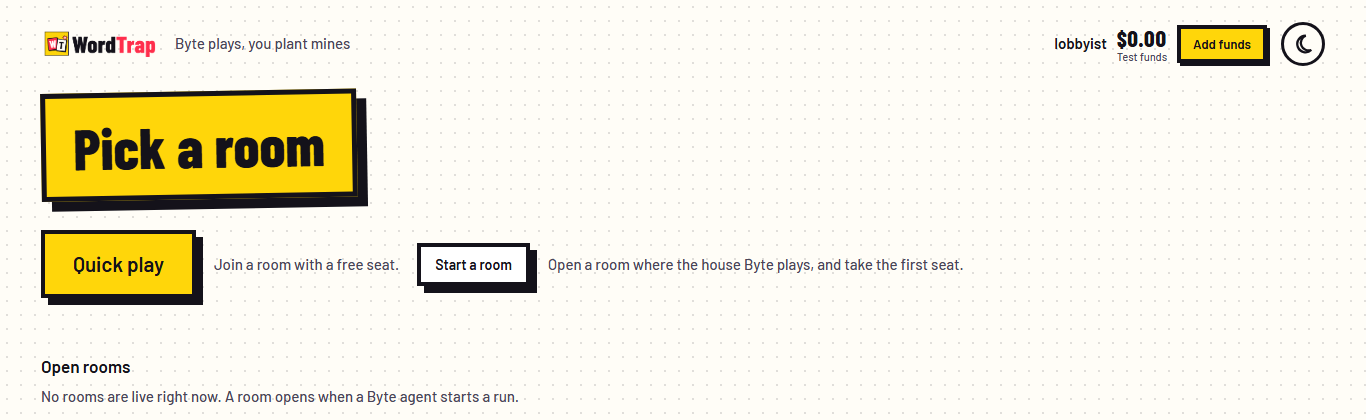 WT WordTrap Byte plays, you plant mines lobbyist $0.00 Test funds Add funds
Pick a room
Quick play Join a room with a free seat. Start a room Open a room where the house Byte plays, and take the first seat.
Open rooms
No rooms are live right now. A room opens when a Byte agent starts a run.